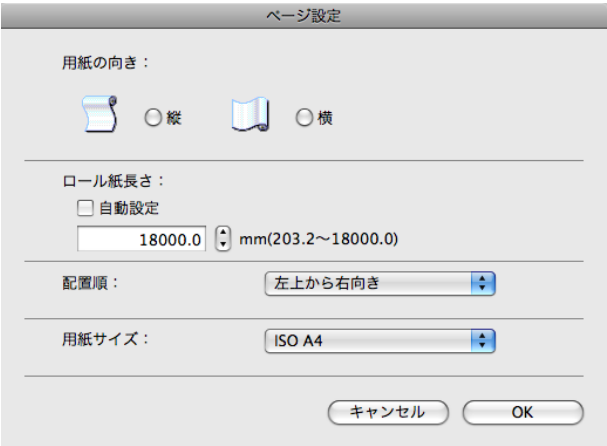 ページ設定
用紙の向き：
縦 横
ロール紙長さ：
自動設定
18000.0 mm(203.2〜18000.0)
配置順： 左上から右向き
用紙サイズ： ISO A4
キャンセル OK